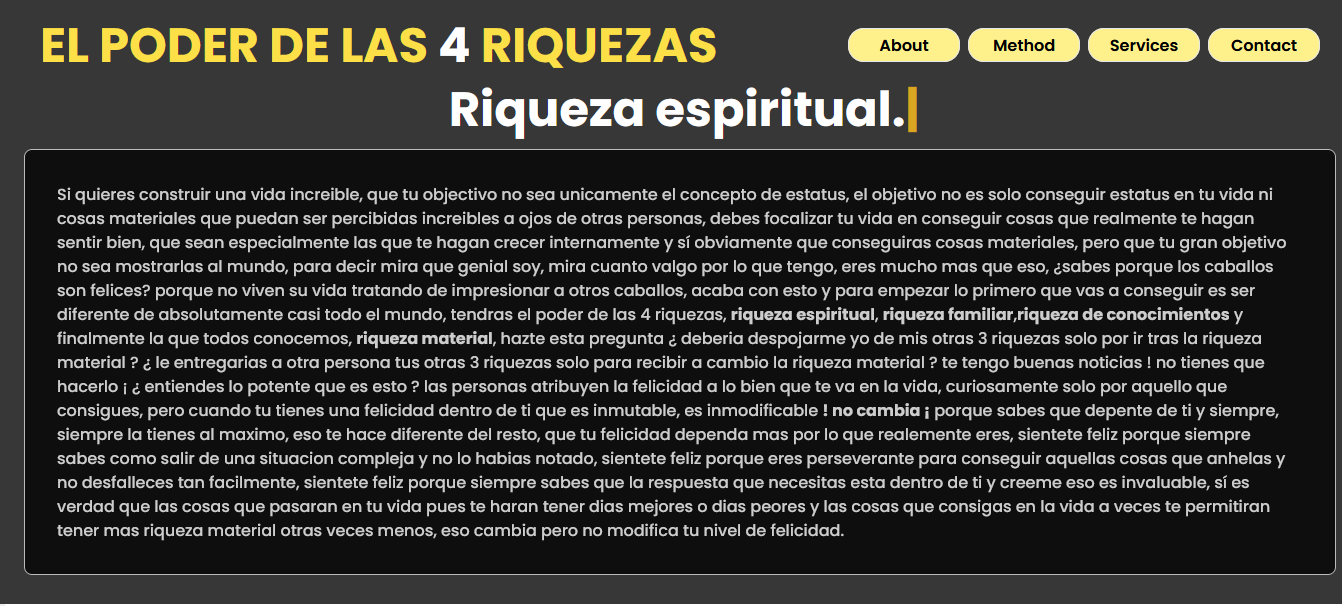 EL PODER DE LAS 4 RIQUEZAS
About Method Services Contact
Riqueza espiritual.
Si quieres construir una vida increible, que tu objectivo no sea unicamente el concepto de estatus, el objetivo no es solo conseguir estatus en tu vida ni
cosas materiales que puedan ser percibidas increibles a ojos de otras personas, debes focalizar tu vida en conseguir cosas que realmente te hagan
sentir bien, que sean especialmente las que te hagan crecer internamente y sí obviamente que conseguiras cosas materiales, pero que tu gran objetivo
no sea mostrarlas al mundo, para decir mira que genial soy, mira cuanto valgo por lo que tengo, eres mucho mas que eso, ¿sabes porque los caballos
son felices? porque no viven su vida tratando de impresionar a otros caballos, acaba con esto y para empezar lo primero que vas a conseguir es ser
diferente de absolutamente casi todo el mundo, tendras el poder de las 4 riquezas, riqueza espiritual, riqueza familiar,riqueza de conocimientos y
finalmente la que todos conocemos, riqueza material, hazte esta pregunta ¿ deberia despojarme yo de mis otras 3 riquezas solo por ir tras la riqueza
material ? ¿ le entregarias a otra persona tus otras 3 riquezas solo para recibir a cambio la riqueza material ? te tengo buenas noticias ! no tienes que
hacerlo ¡ ¿ entiendes lo potente que es esto ? las personas atribuyen la felicidad a lo bien que te va en la vida, curiosamente solo por aquello que
consigues, pero cuando tu tienes una felicidad dentro de ti que es inmutable, es inmodificable ! no cambia ¡ porque sabes que depente de ti y siempre,
siempre la tienes al maximo, eso te hace diferente del resto, que tu felicidad dependa mas por lo que realemente eres, sientete feliz porque siempre
sabes como salir de una situacion compleja y no lo habias notado, sientete feliz porque eres perseverante para conseguir aquellas cosas que anhelas y
no desfalleces tan facilmente, sientete feliz porque siempre sabes que la respuesta que necesitas esta dentro de ti y creeme eso es invaluable, sí es
verdad que las cosas que pasaran en tu vida pues te haran tener dias mejores o dias peores y las cosas que consigas en la vida a veces te permitiran
tener mas riqueza material otras veces menos, eso cambia pero no modifica tu nivel de felicidad.